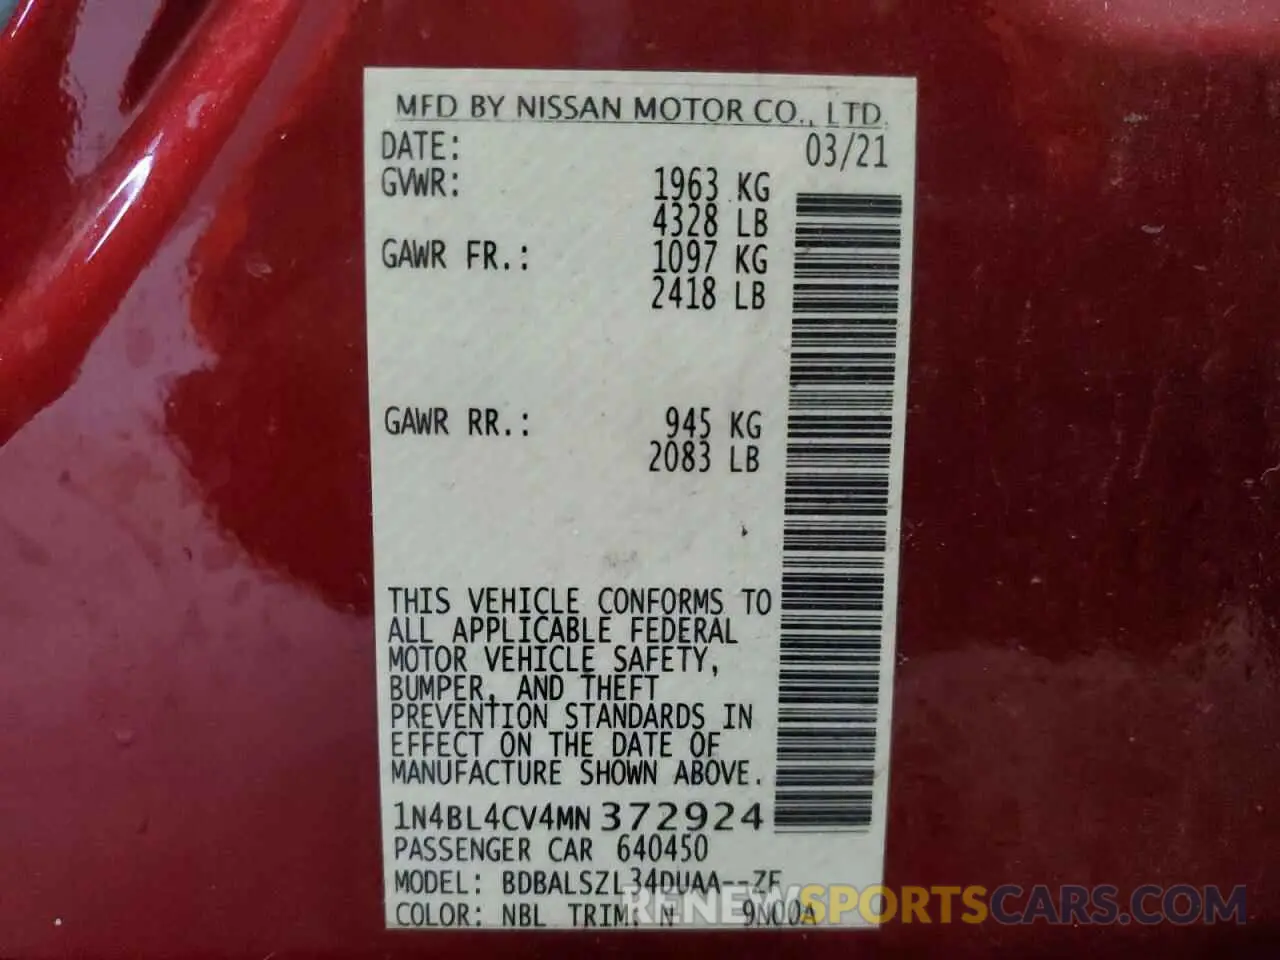 MFD BY NISSAN MOTOR CO., LTD.
DATE: 03/21
GVWR: 1963 KG
4328 LB
GAWR FR.: 1097 KG
2418 LB
GAWR RR.: 945 KG
2083 LB
THIS VEHICLE CONFORMS TO
ALL APPLICABLE FEDERAL
MOTOR VEHICLE SAFETY,
BUMPER, AND THEFT
PREVENTION STANDARDS IN
EFFECT ON THE DATE OF
MANUFACTURE SHOWN ABOVE.
1N4BL4CV4MN372924
PASSENGER CAR 640450
MODEL: BDBALSZL34DUAA--ZF
COLOR: NBL TRIM: N 9N00A
RENEWSPORTSCARS.COM